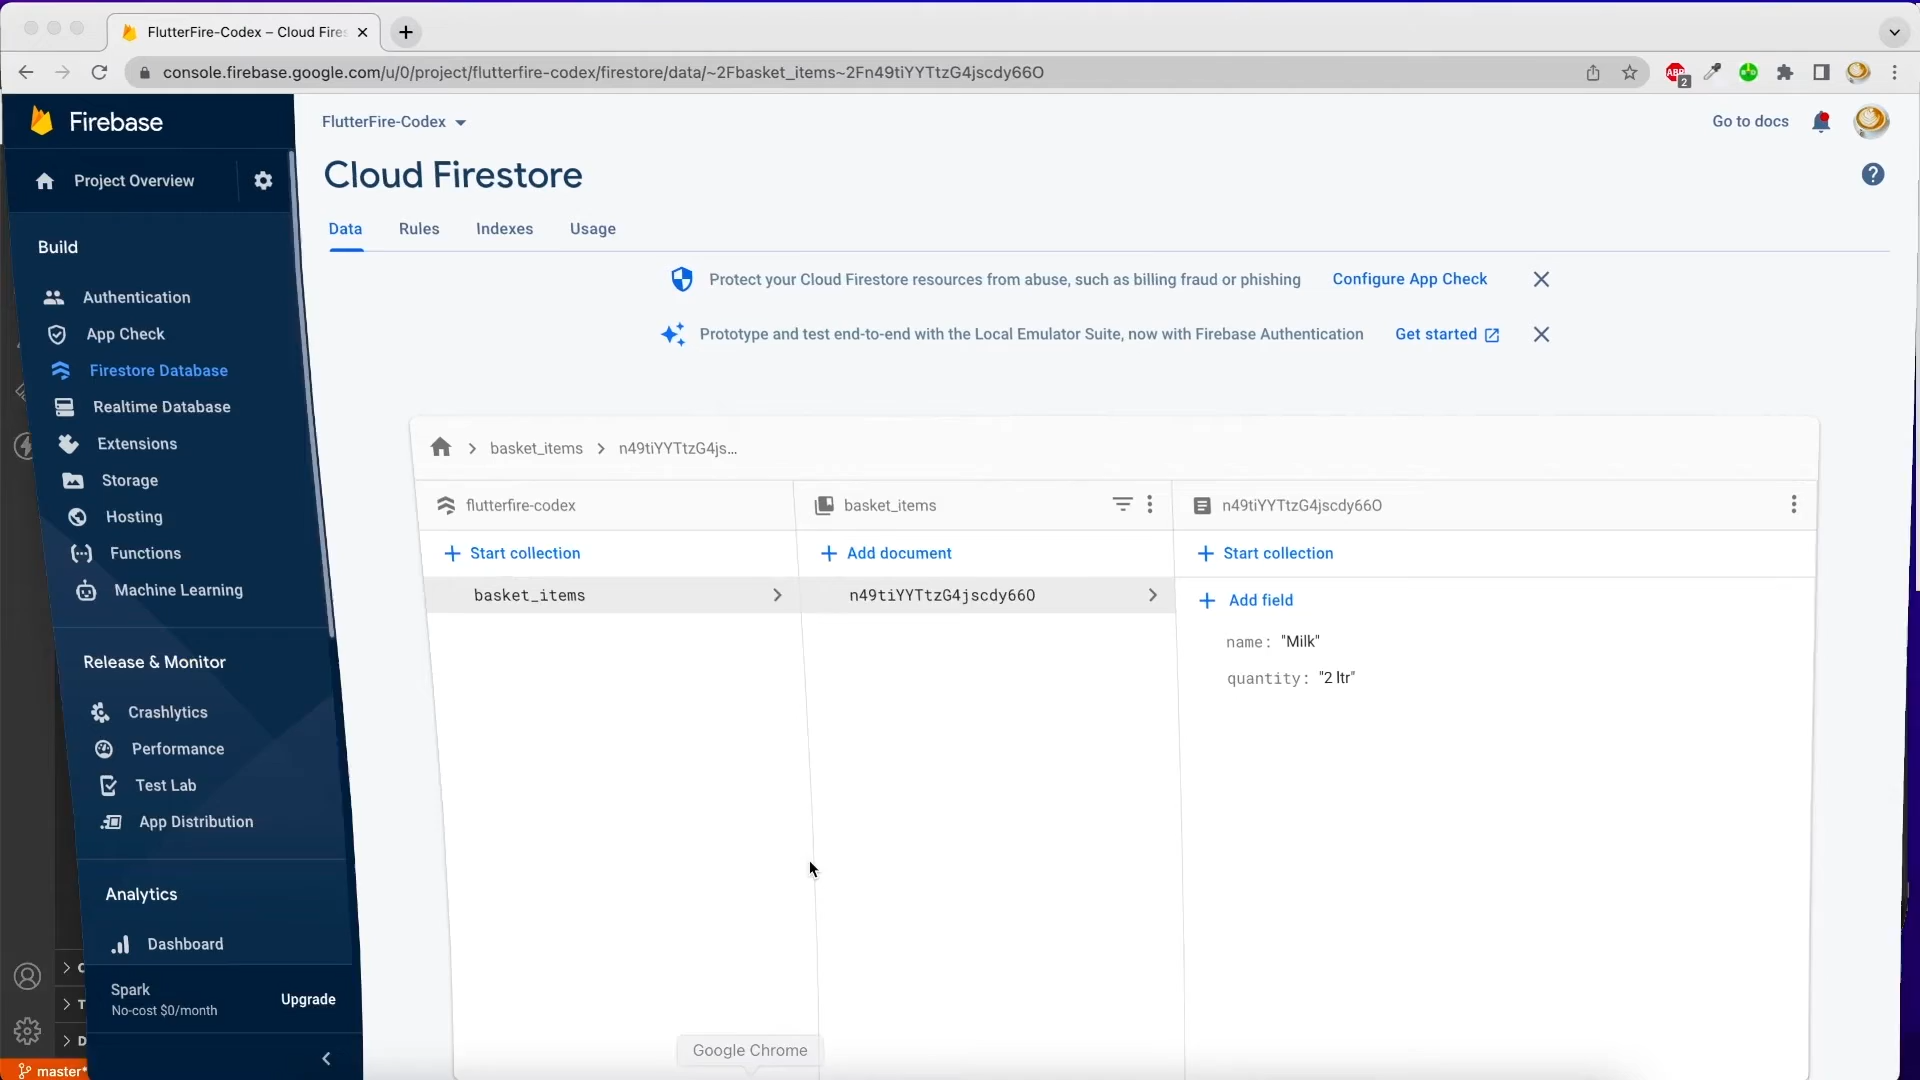 FlutterFire-Codex – Cloud Fires
console.firebase.google.com/u/0/project/flutterfire-codex/firestore/data/~2Fbasket_items~2Fn49tiYYTtzG4jscdy66O
ABP
2
Firebase
FlutterFire-Codex
Go to docs
Project Overview
Cloud Firestore
Data
Rules
Indexes
Usage
Build
Protect your Cloud Firestore resources from abuse, such as billing fraud or phishing
Configure App Check
Prototype and test end-to-end with the Local Emulator Suite, now with Firebase Authentication
Get started
Authentication
App Check
Firestore Database
Realtime Database
Extensions
Storage
Hosting
Functions
Machine Learning
basket_items
n49tiYYTtzG4js...
flutterfire-codex
basket_items
n49tiYYTtzG4jscdy66O
Start collection
Add document
Start collection
basket_items
n49tiYYTtzG4jscdy66O
Add field
name: "Milk"
quantity: "2 ltr"
Release & Monitor
Crashlytics
Performance
Test Lab
App Distribution
Analytics
Dashboard
Spark
No-cost $0/month
Upgrade
Google Chrome
master*